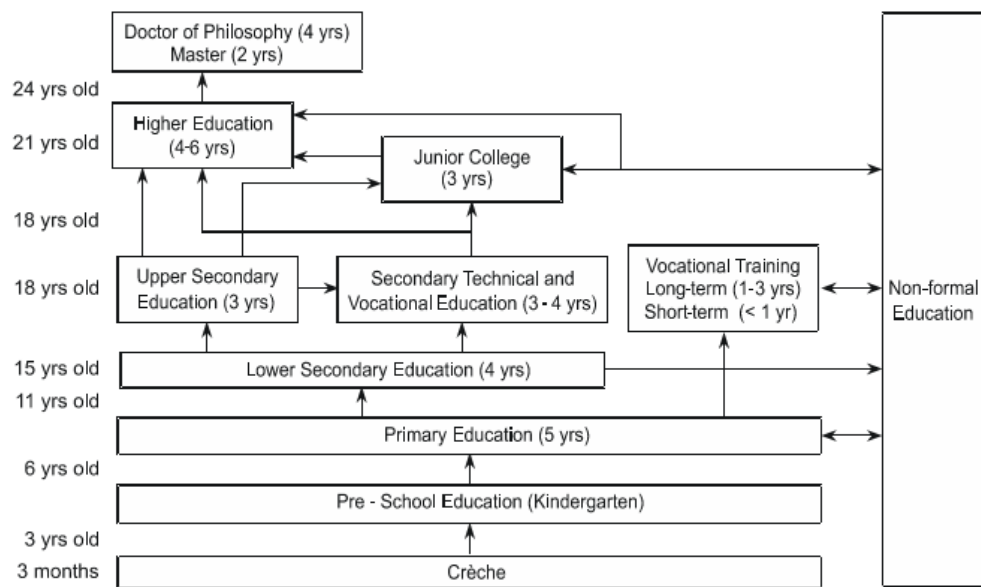 Doctor of Philosophy (4 yrs)
Master (2 yrs)
24 yrs old
Higher Education
(4-6 yrs)
21 yrs old
Junior College
(3 yrs)
18 yrs old
18 yrs old
Upper Secondary
Education (3 yrs)
Secondary Technical and
Vocational Education (3 - 4 yrs)
Vocational Training
Long-term (1-3 yrs)
Short-term (< 1 yr)
Non-formal
Education
15 yrs old
Lower Secondary Education (4 yrs)
11 yrs old
Primary Education (5 yrs)
6 yrs old
Pre - School Education (Kindergarten)
3 yrs old
3 months
Crèche